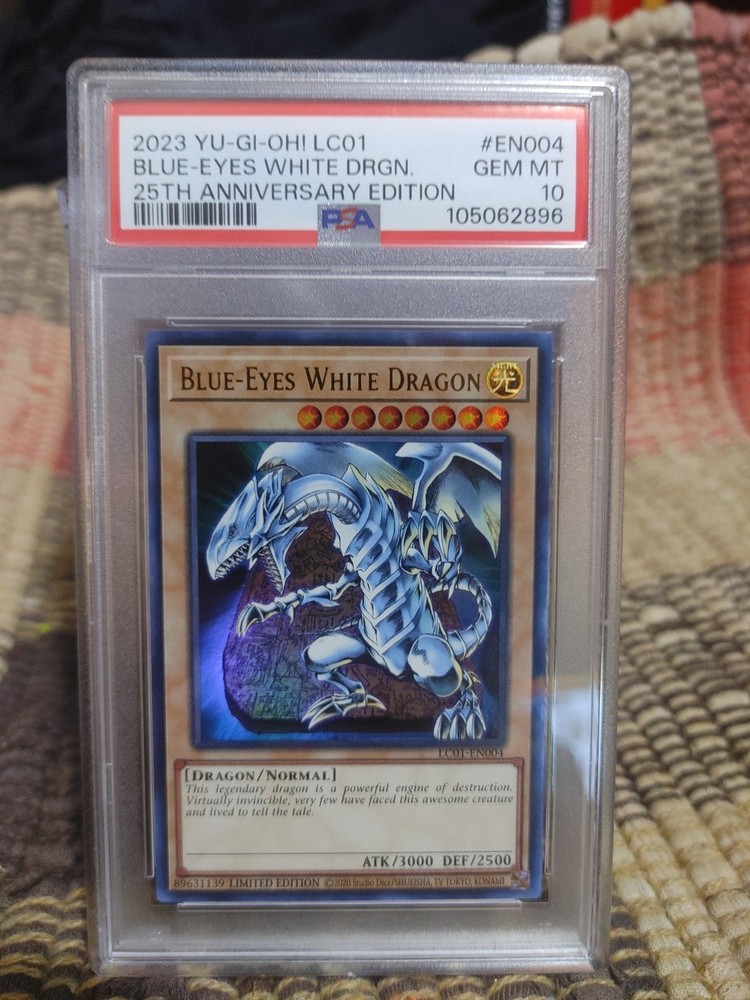 2023 YU-GI-OH! LC01 #EN004
BLUE-EYES WHITE DRGN. GEM MT
25TH ANNIVERSARY EDITION 10
PSA 105062896
BLUE-EYES WHITE DRAGON
LIGHT
光
LC01-EN004
[DRAGON/NORMAL]
This legendary dragon is a powerful engine of destruction.
Virtually invincible, very few have faced this awesome creature
and lived to tell the tale.
ATK/3000 DEF/2500
89631139 LIMITED EDITION ©2020 Studio Dice/SHUEISHA, TV TOKYO, KONAMI